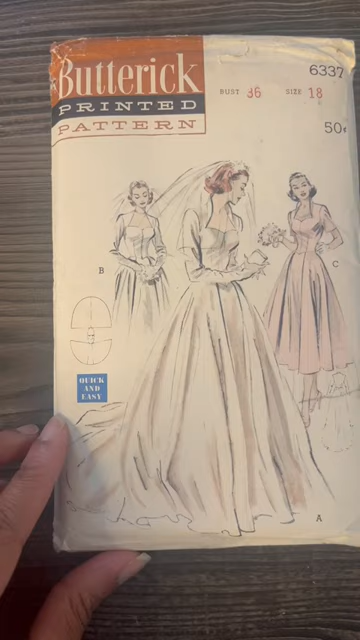 Butterick
PRINTED
PATTERN
6337
BUST 36 SIZE 18
50¢
B
C
QUICK
AND
EASY
A